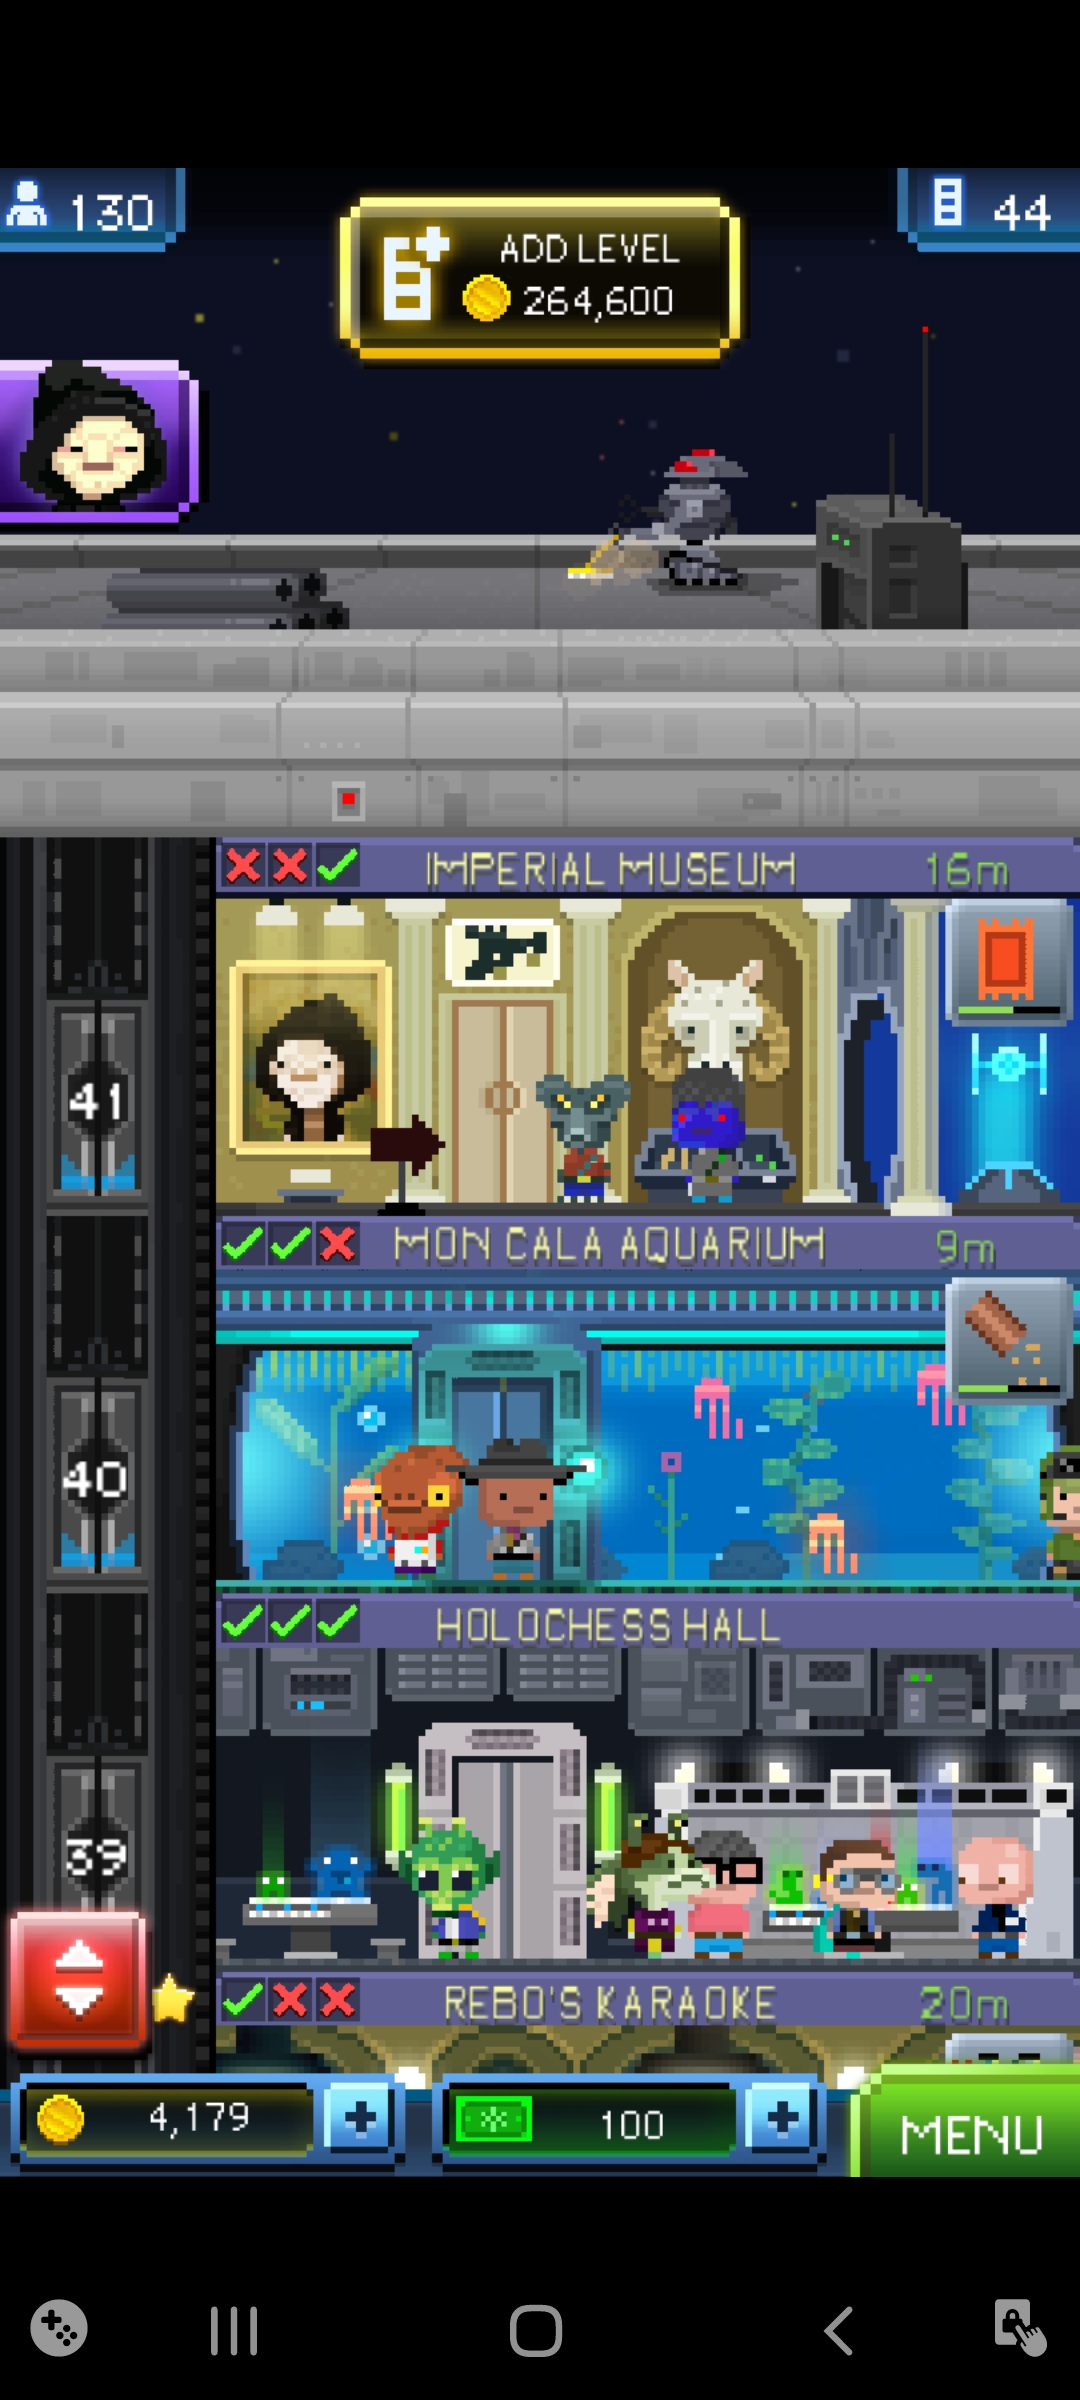 130
ADD LEVEL
264,600
44
IMPERIAL MUSEUM 16m
41
MON CALA AQUARIUM 9m
40
HOLOCHESS HALL
39
REBO'S KARAOKE 20m
4,179
100
MENU